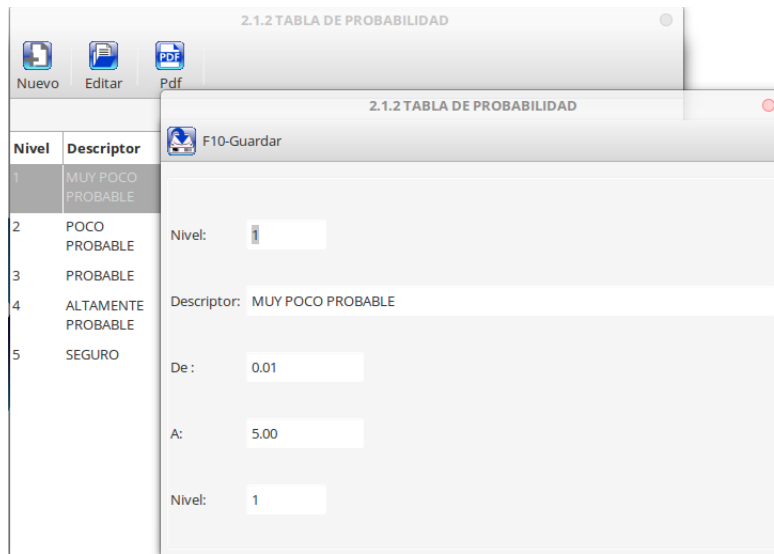 2.1.2 TABLA DE PROBABILIDAD
Nuevo Editar Pdf
2.1.2 TABLA DE PROBABILIDAD
F10-Guardar
Nivel Descriptor
1 MUY POCO
PROBABLE
2 POCO
PROBABLE
3 PROBABLE
4 ALTAMENTE
PROBABLE
5 SEGURO
Nivel: 1
Descriptor: MUY POCO PROBABLE
De : 0.01
A: 5.00
Nivel: 1